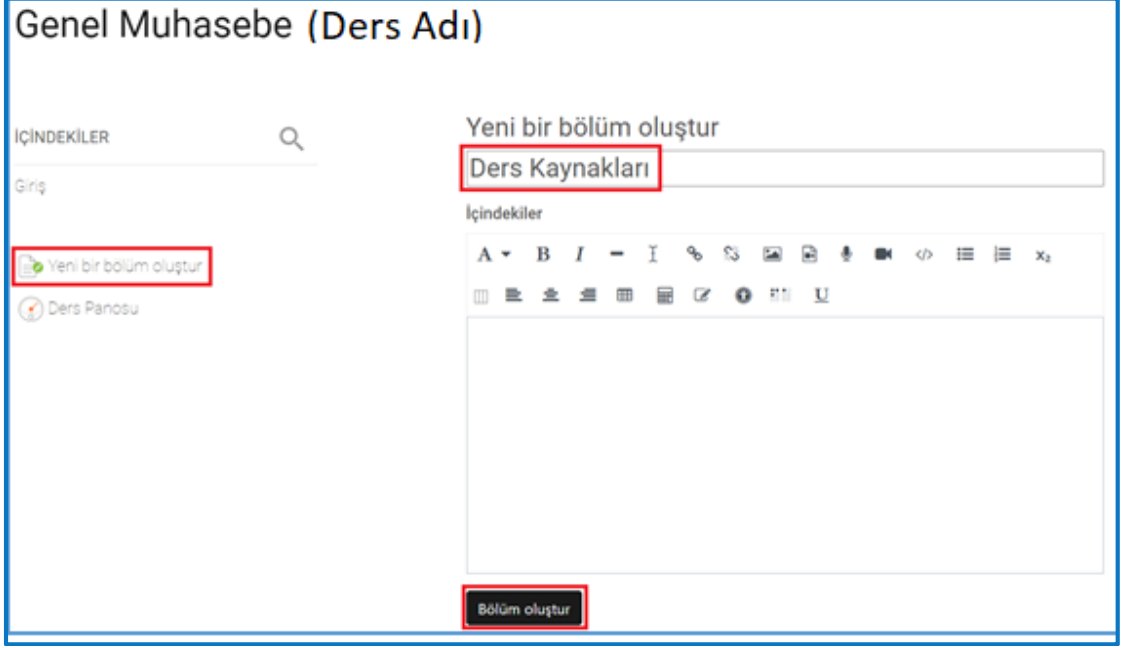 Genel Muhasebe (Ders Adı)
İÇİNDEKİLER
Giriş
Yeni bir bölüm oluştur
Ders Panosu
Yeni bir bölüm oluştur
Ders Kaynakları
İçindekiler
A B I x₂
U
Bölüm oluştur